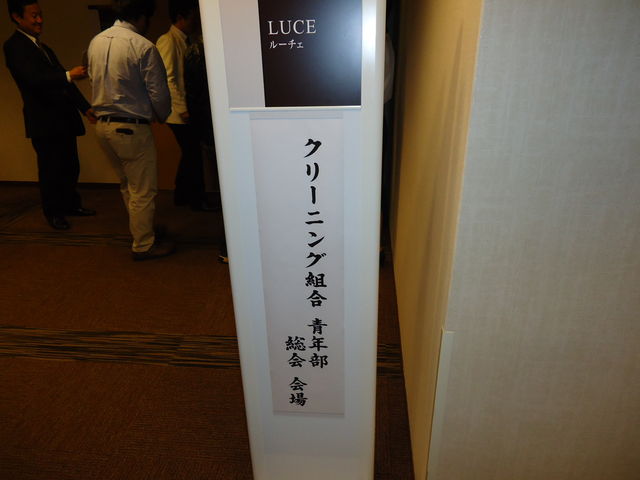 LUCE
ルーチェ
クリーニング組合 青年部
総会 会場